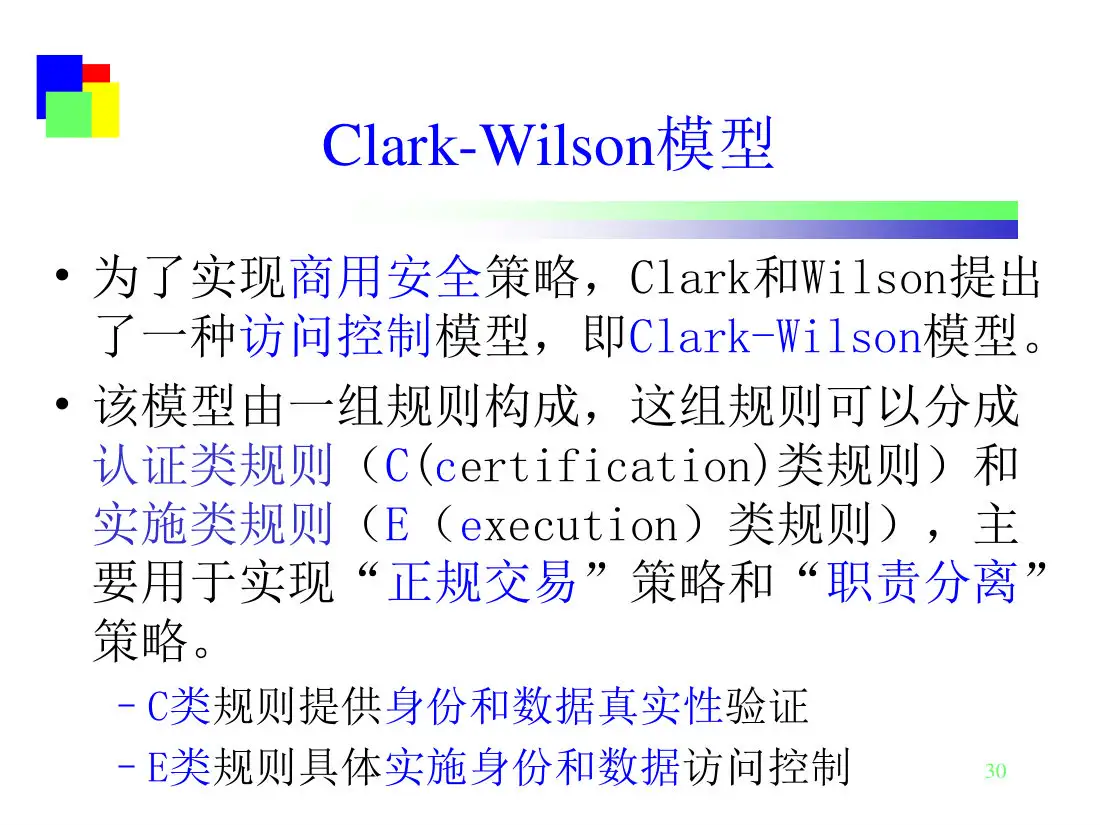 Clark-Wilson模型
• 为了实现商用安全策略，Clark和Wilson提出
了一种访问控制模型，即Clark-Wilson模型。
• 该模型由一组规则构成，这组规则可以分成
认证类规则（C(certification)类规则）和
实施类规则（E（execution）类规则），主
要用于实现“正规交易”策略和“职责分离”
策略。
－C类规则提供身份和数据真实性验证
－E类规则具体实施身份和数据访问控制
30